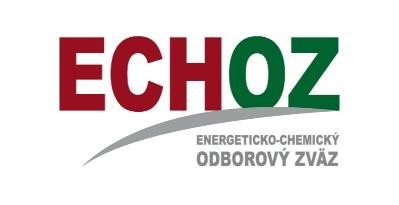 ECHOZ
ENERGETICKO-CHEMICKÝ
ODBOROVÝ ZVÄZ